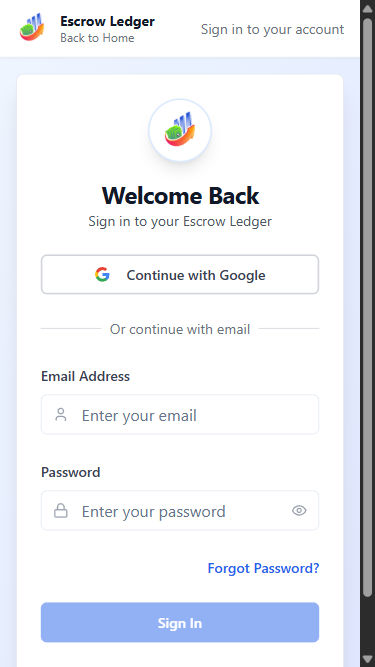 Escrow Ledger
Back to Home
Sign in to your account
Welcome Back
Sign in to your Escrow Ledger
Continue with Google
Or continue with email
Email Address
Enter your email
Password
Enter your password
Forgot Password?
Sign In